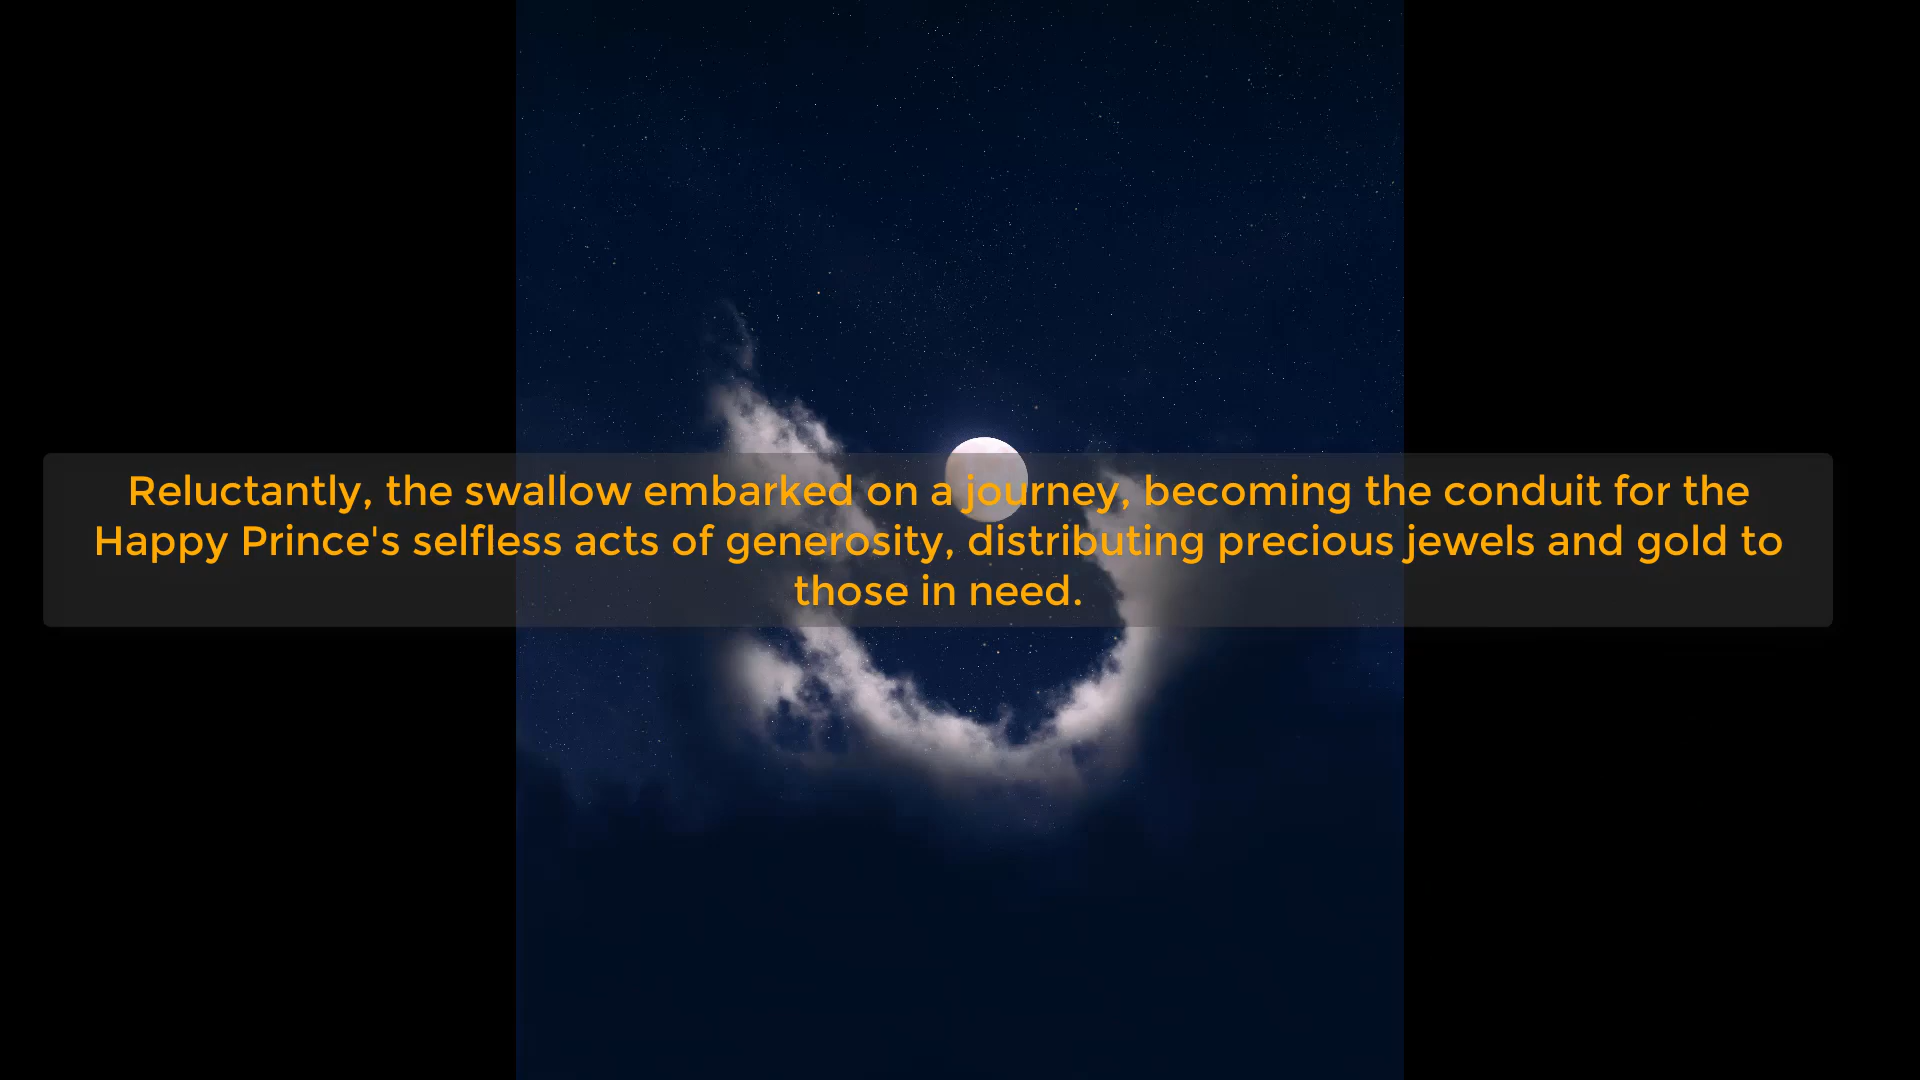 Reluctantly, the swallow embarked on a journey, becoming the conduit for the
Happy Prince's selfless acts of generosity, distributing precious jewels and gold to
those in need.